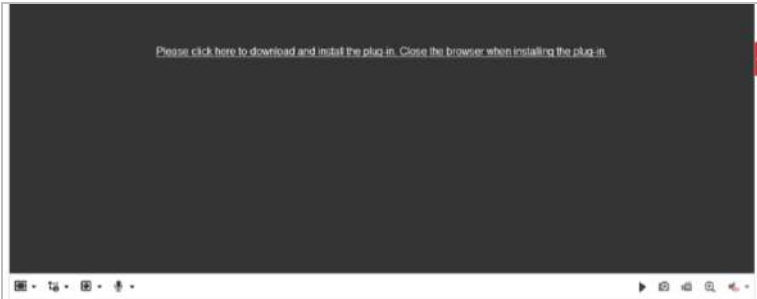 Please click here to download and install the plug-in. Close the browser when installing the plug-in.